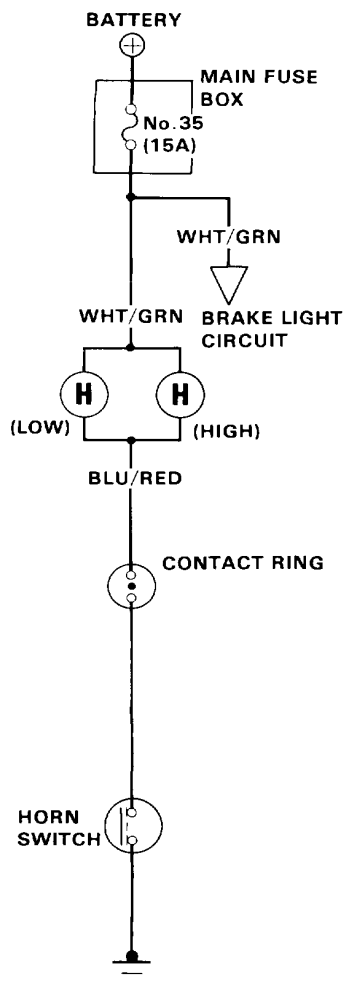 BATTERY
MAIN FUSE
BOX
No.35
(15A)
WHT/GRN
WHT/GRN
BRAKE LIGHT
CIRCUIT
H
H
(LOW)
(HIGH)
BLU/RED
CONTACT RING
HORN
SWITCH